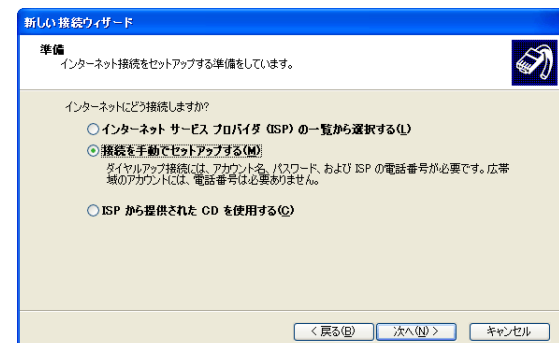 新しい接続ウィザード
準備
インターネット接続をセットアップする準備をしています。
インターネットにどう接続しますか?
インターネット サービス プロバイダ (ISP) の一覧から選択する(L)
接続を手動でセットアップする(M)
ダイヤルアップ接続には、アカウント名、パスワード、および ISP の電話番号が必要です。広帯
域のアカウントには、電話番号は必要ありません。
ISP から提供された CD を使用する(C)
< 戻る(B)
次へ(N) >
キャンセル